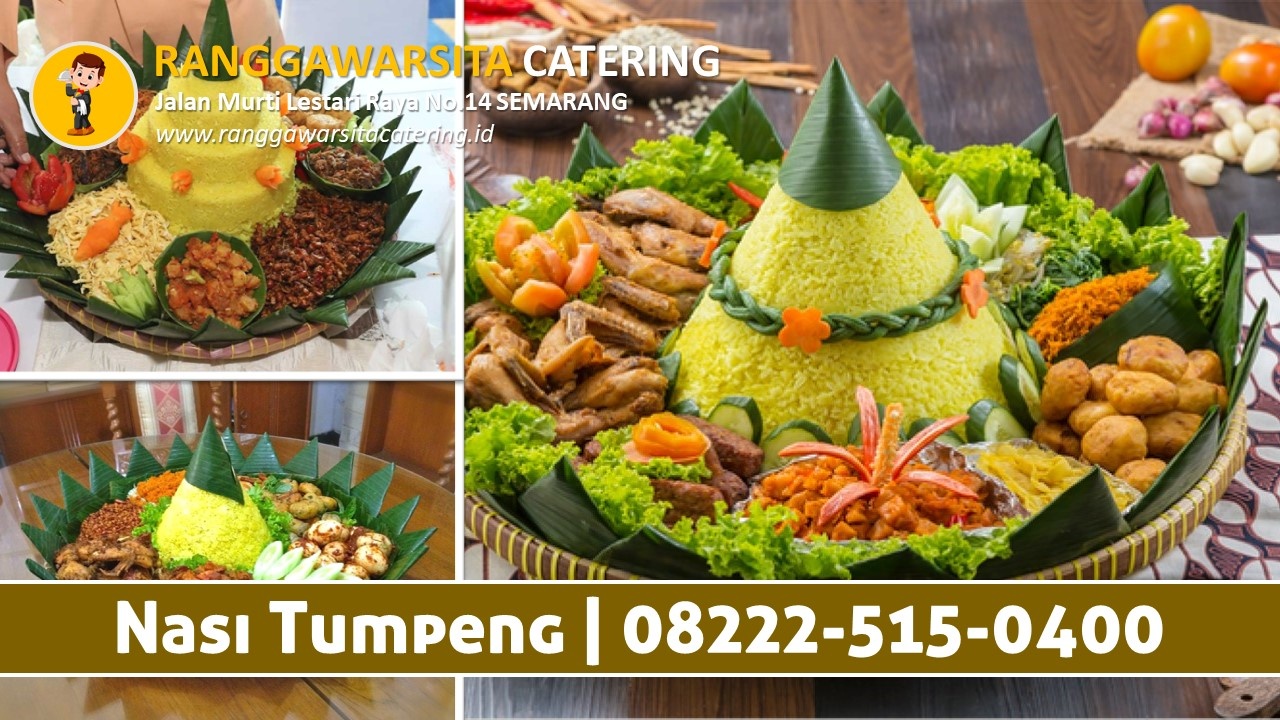 RANGGAWARSITA CATERING
Jalan Murti Lestari Raya No.14 SEMARANG
www.ranggawarsitacatering.id
Nasi Tumpeng | 08222-515-0400